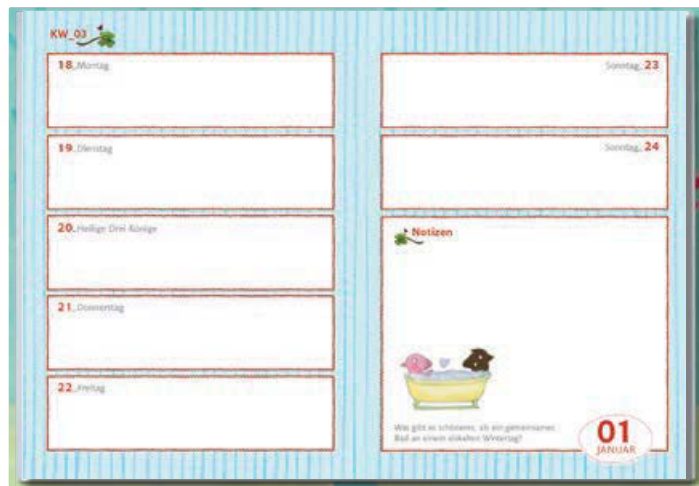 KW_03
18_Montag
19_Dienstag
20_Heilige Drei Könige
21_Donnerstag
22_Freitag
Sonntag_23
Sonntag_24
Notizen
Was gibt es schöneres, als ein gemeinsames
Bad an einem eiskalten Wintertag?
01
JANUAR